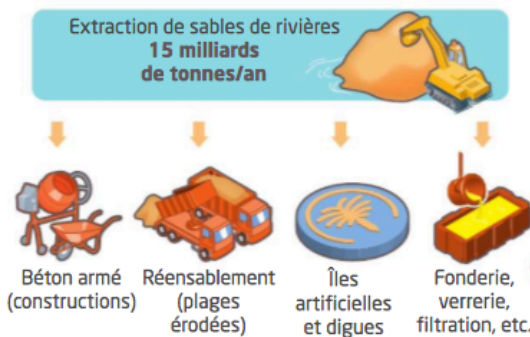 Extraction de sables de rivières
15 milliards
de tonnes/an
Béton armé
(constructions)
Réensablement
(plages
érodées)
Îles
artificielles
et digues
Fonderie,
verrerie,
filtration, etc.